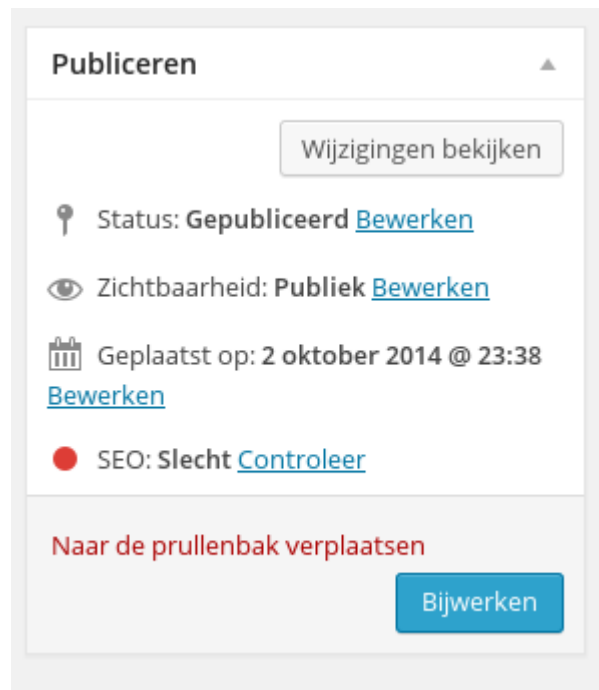 Publiceren
Wijzigingen bekijken
Status: Gepubliceerd Bewerken
Zichtbaarheid: Publiek Bewerken
Geplaatst op: 2 oktober 2014 @ 23:38
Bewerken
SEO: Slecht Controleer
Naar de prullenbak verplaatsen
Bijwerken